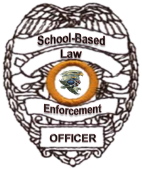 School-Based
Law
Enforcement
OFFICER